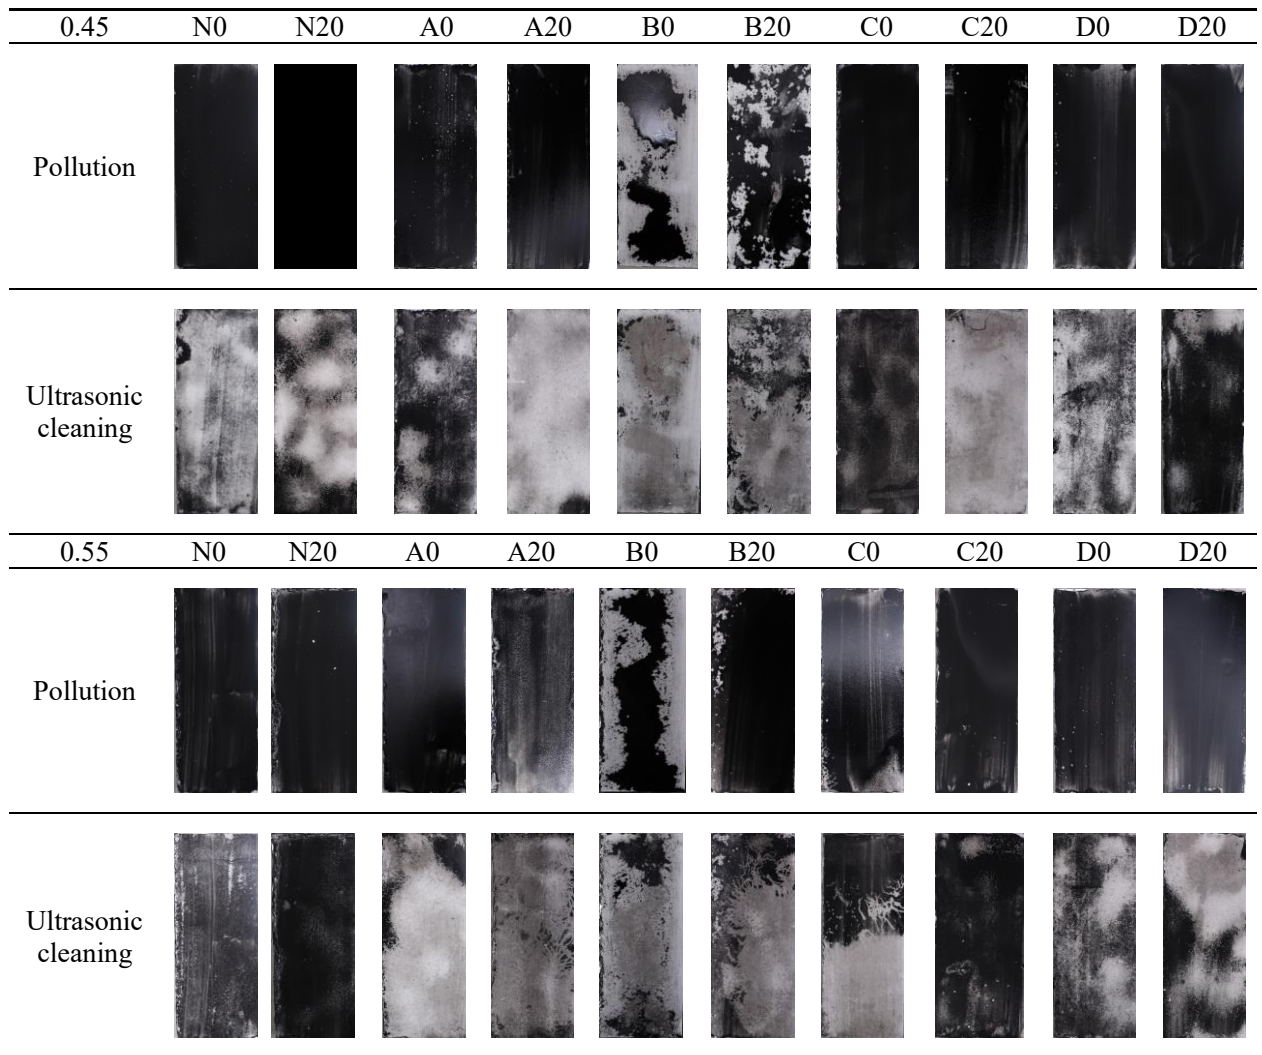 0.45 N0 N20 A0 A20 B0 B20 C0 C20 D0 D20
Pollution
Ultrasonic
cleaning
0.55 N0 N20 A0 A20 B0 B20 C0 C20 D0 D20
Pollution
Ultrasonic
cleaning